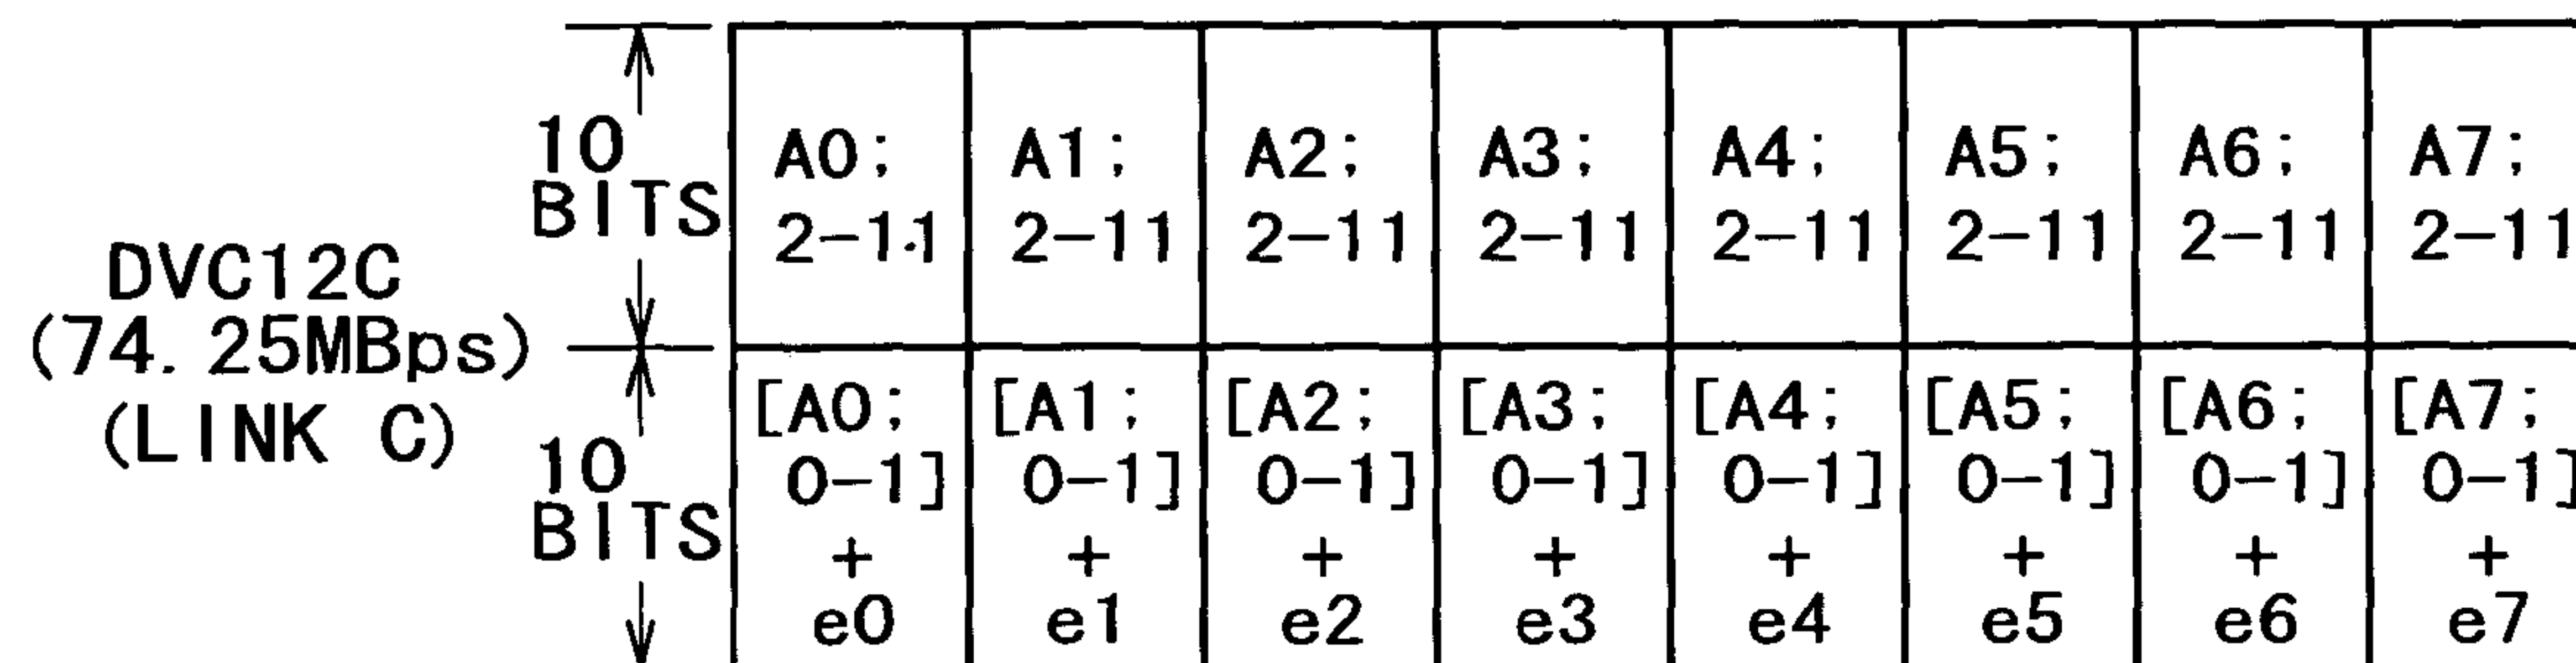 10
BITS
A0; A1; A2; A3; A4; A5; A6; A7;
2-11 2-11 2-11 2-11 2-11 2-11 2-11 2-11
DVC12C
(74.25MBps)
(LINK C)
10
BITS
[A0; [A1; [A2; [A3; [A4; [A5; [A6; [A7;
0-1] 0-1] 0-1] 0-1] 0-1] 0-1] 0-1] 0-1]
+ + + + + + + +
e0 e1 e2 e3 e4 e5 e6 e7